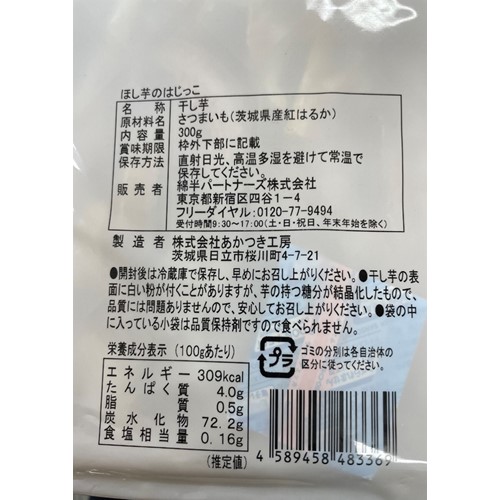 ほし芋のはじっこ
名称 干し芋
原材料名 さつまいも(茨城県産紅はるか)
内容量 300g
賞味期限 枠外下部に記載
保存方法 直射日光、高温多湿を避けて常温で
保存してください。
販売者 綿半パートナーズ株式会社
東京都新宿区四谷1-4
フリーダイヤル:0120-77-9494
受付時間9:30~17:00(土・日・祝日、年末年始を除く)
製造者 株式会社あかつき工房
茨城県日立市桜川町4-7-21
●開封後は冷蔵庫で保存し、早めにお召し上がりください。●干し芋の表
面に白い粉が付くことがありますが、芋の持つ糖分が結晶化したもので、
品質には問題ありませんので、安心してお召し上がりください。●袋の中
に入っている小袋は品質保持剤ですので食べられません。
栄養成分表示(100gあたり)
エネルギー 309kcal
たんぱく質 4.0g
脂質 0.5g
炭水化物 72.2g
食塩相当量 0.16g
(推定値)
プラ
ゴミの分別は各自治体の
区分に従ってください。
4 589458 483369